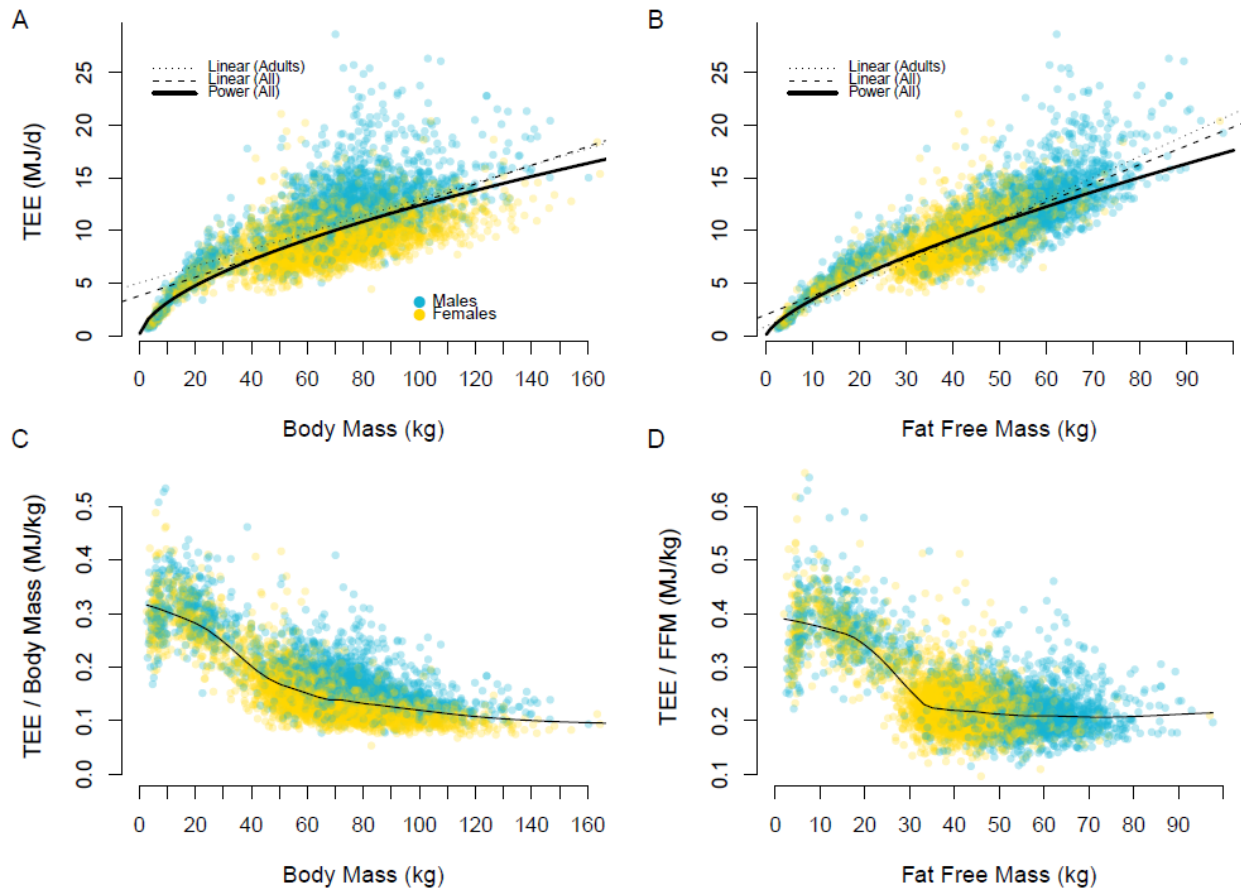 A
TEE (MJ/d)
25
20
15
10
5
0
Linear (Adults)
Linear (All)
Power (All)
Males
Females
0 20 40 60 80 100 120 140 160
Body Mass (kg)
B
25
20
15
10
5
0
Linear (Adults)
Linear (All)
Power (All)
0 10 20 30 40 50 60 70 80 90
Fat Free Mass (kg)
C
TEE / Body Mass (MJ/kg)
0.5
0.4
0.3
0.2
0.1
0.0
0 20 40 60 80 100 120 140 160
Body Mass (kg)
D
TEE / FFM (MJ/kg)
0.6
0.5
0.4
0.3
0.2
0.1
0 10 20 30 40 50 60 70 80 90
Fat Free Mass (kg)